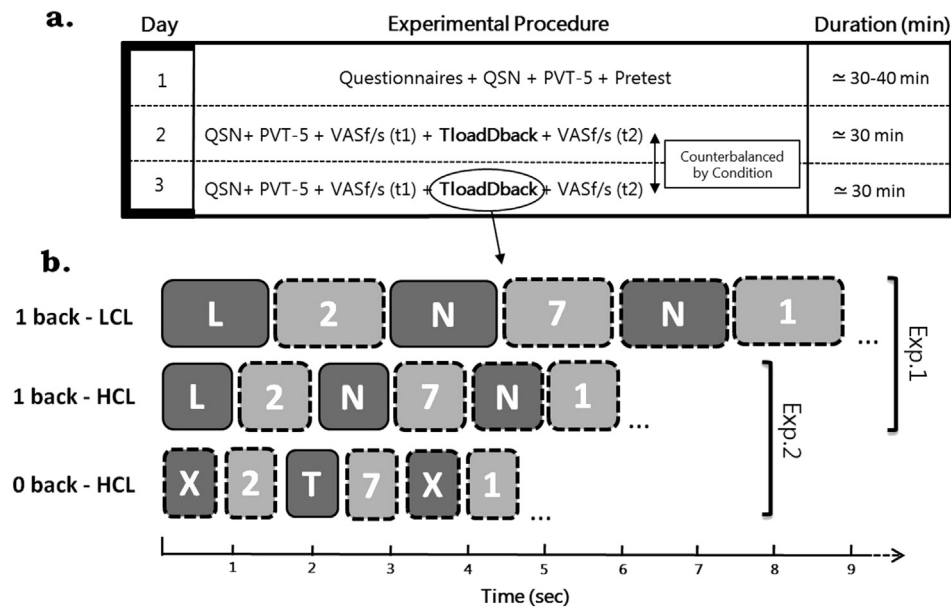 a.
Day Experimental Procedure Duration (min)
1 Questionnaires + QSN + PVT-5 + Pretest ≃ 30-40 min
2 QSN+ PVT-5 + VASf/s (t1) + TloadDback + VASf/s (t2) ≃ 30 min
Counterbalanced
by Condition
3 QSN+ PVT-5 + VASf/s (t1) + TloadDback + VASf/s (t2) ≃ 30 min
b.
1 back - LCL L 2 N 7 N 1 ...
Exp.1
1 back - HCL L 2 N 7 N 1 ...
Exp.2
0 back - HCL X 2 T 7 X 1 ...
1 2 3 4 5 6 7 8 9
Time (sec)